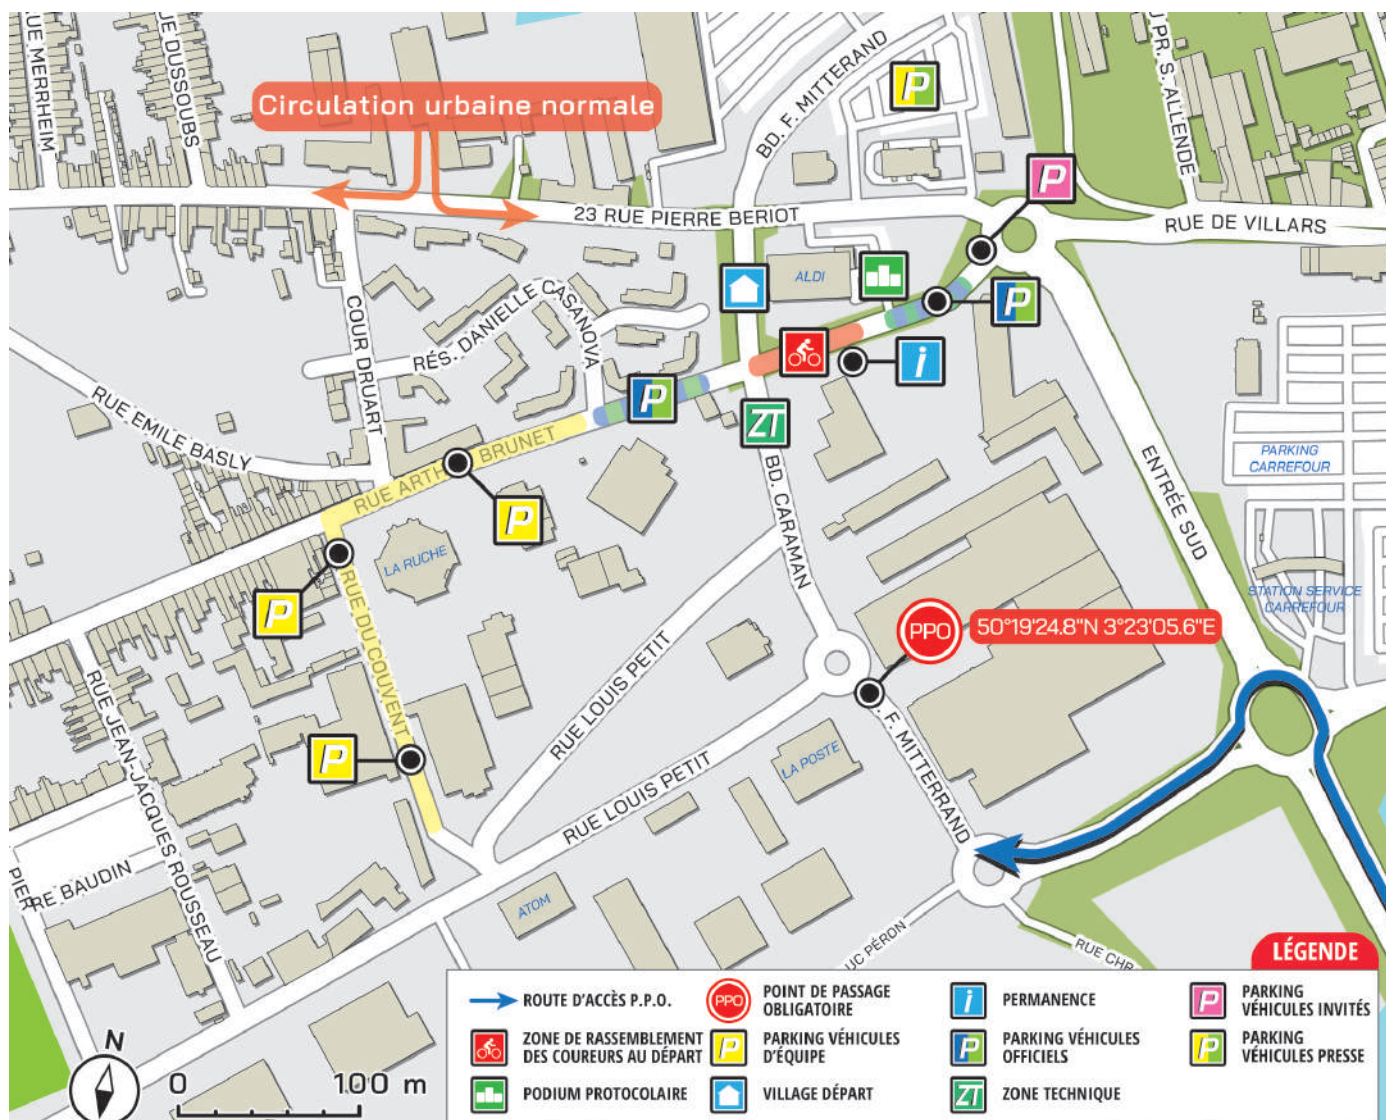 RUE MERRHEIM
RUE DUSSOUBS
Circulation urbaine normale
BD. F. MITTERAND
P
PR. S. ALLENDE
P
23 RUE PIERRE BERIOT
RUE DE VILLARS
ALDI
P
COUR DRUART
RÉS. DANIELLE CASANOVA
i
P
ZT
RUE EMILE BASLY
RUE ARTH BRUNET
BD. CARAMAN
ENTRÉE SUD
PARKING
CARREFOUR
P
LA RUCHE
STATION SERVICE
CARREFOUR
P
RUE DU COUVENT
PPO
50°19'24.8"N 3°23'05.6"E
RUE LOUIS PETIT
RUE JEAN-JACQUES ROUSSEAU
P
F. MITTERRAND
LA POSTE
RUE LOUIS PETIT
PIERRE BAUDIN
ATOM
UC PÉRON
RUE CHR
N
0 100 m
LÉGENDE
ROUTE D'ACCÈS P.P.O.
PPO
POINT DE PASSAGE
OBLIGATOIRE
i
PERMANENCE
P
PARKING
VÉHICULES INVITÉS
ZONE DE RASSEMBLEMENT
DES COUREURS AU DÉPART
P
PARKING VÉHICULES
D'ÉQUIPE
P
PARKING VÉHICULES
OFFICIELS
P
PARKING
VÉHICULES PRESSE
PODIUM PROTOCOLAIRE
VILLAGE DÉPART
ZT
ZONE TECHNIQUE